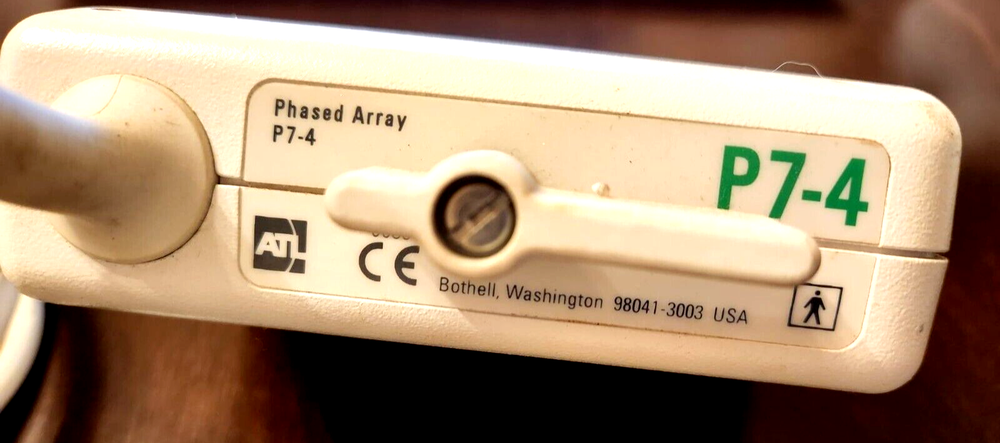 Phased Array
P7-4
P7-4
ATL
CE
Bothell, Washington 98041-3003 USA